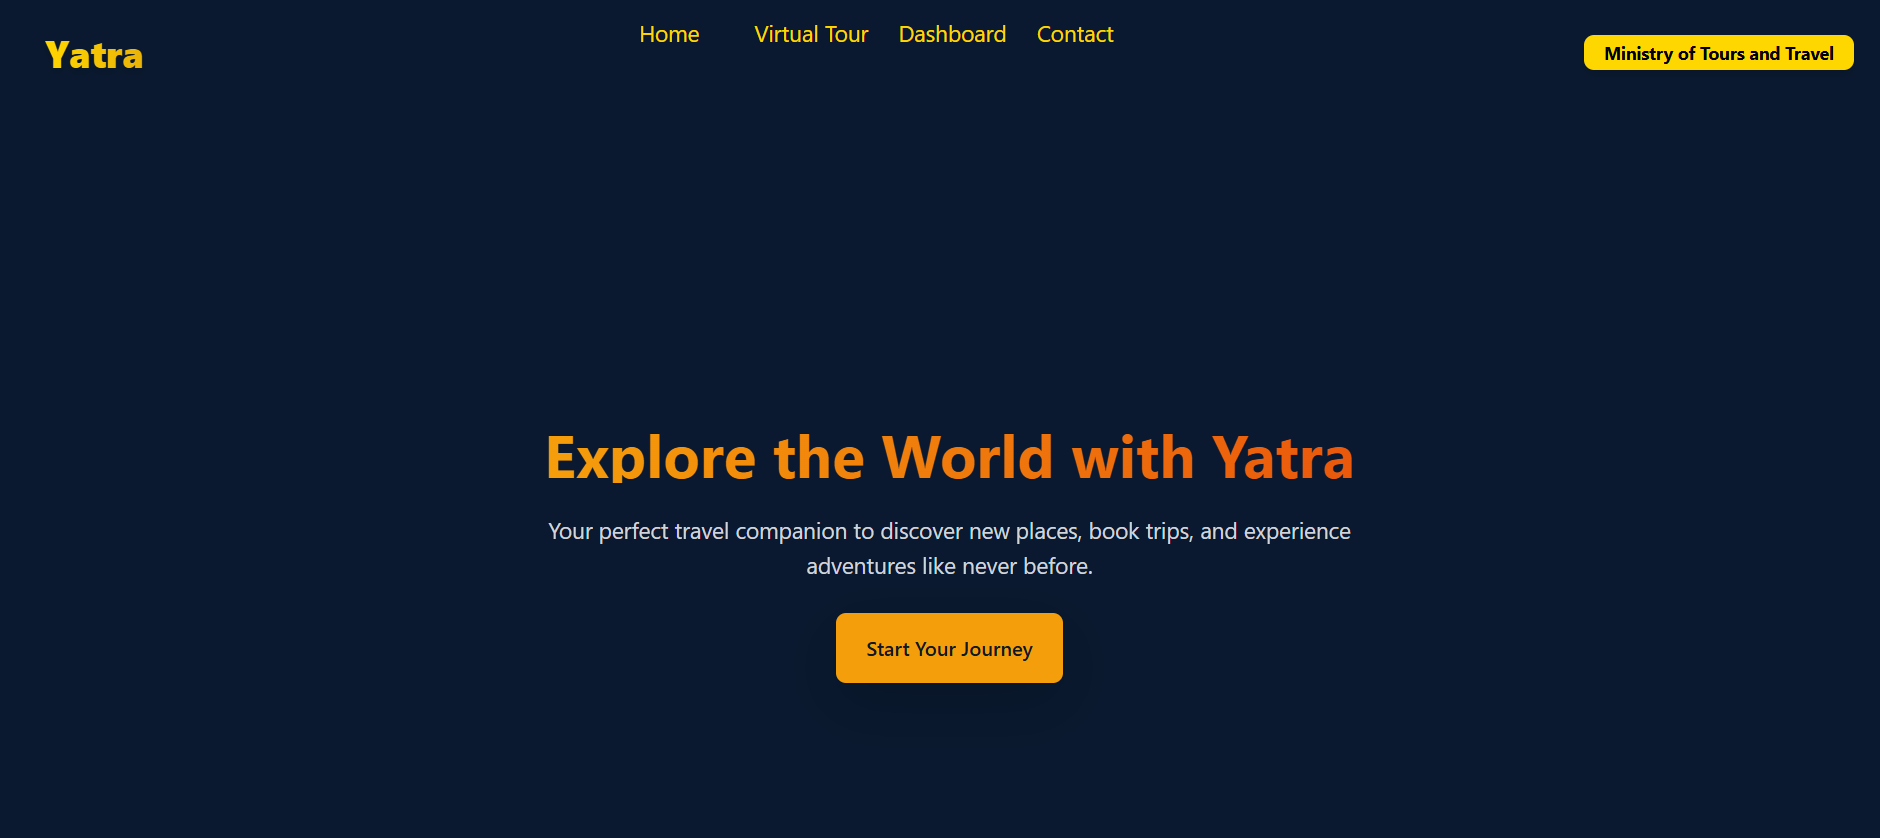 Yatra
Home Virtual Tour Dashboard Contact
Ministry of Tours and Travel
Explore the World with Yatra
Your perfect travel companion to discover new places, book trips, and experience
adventures like never before.
Start Your Journey